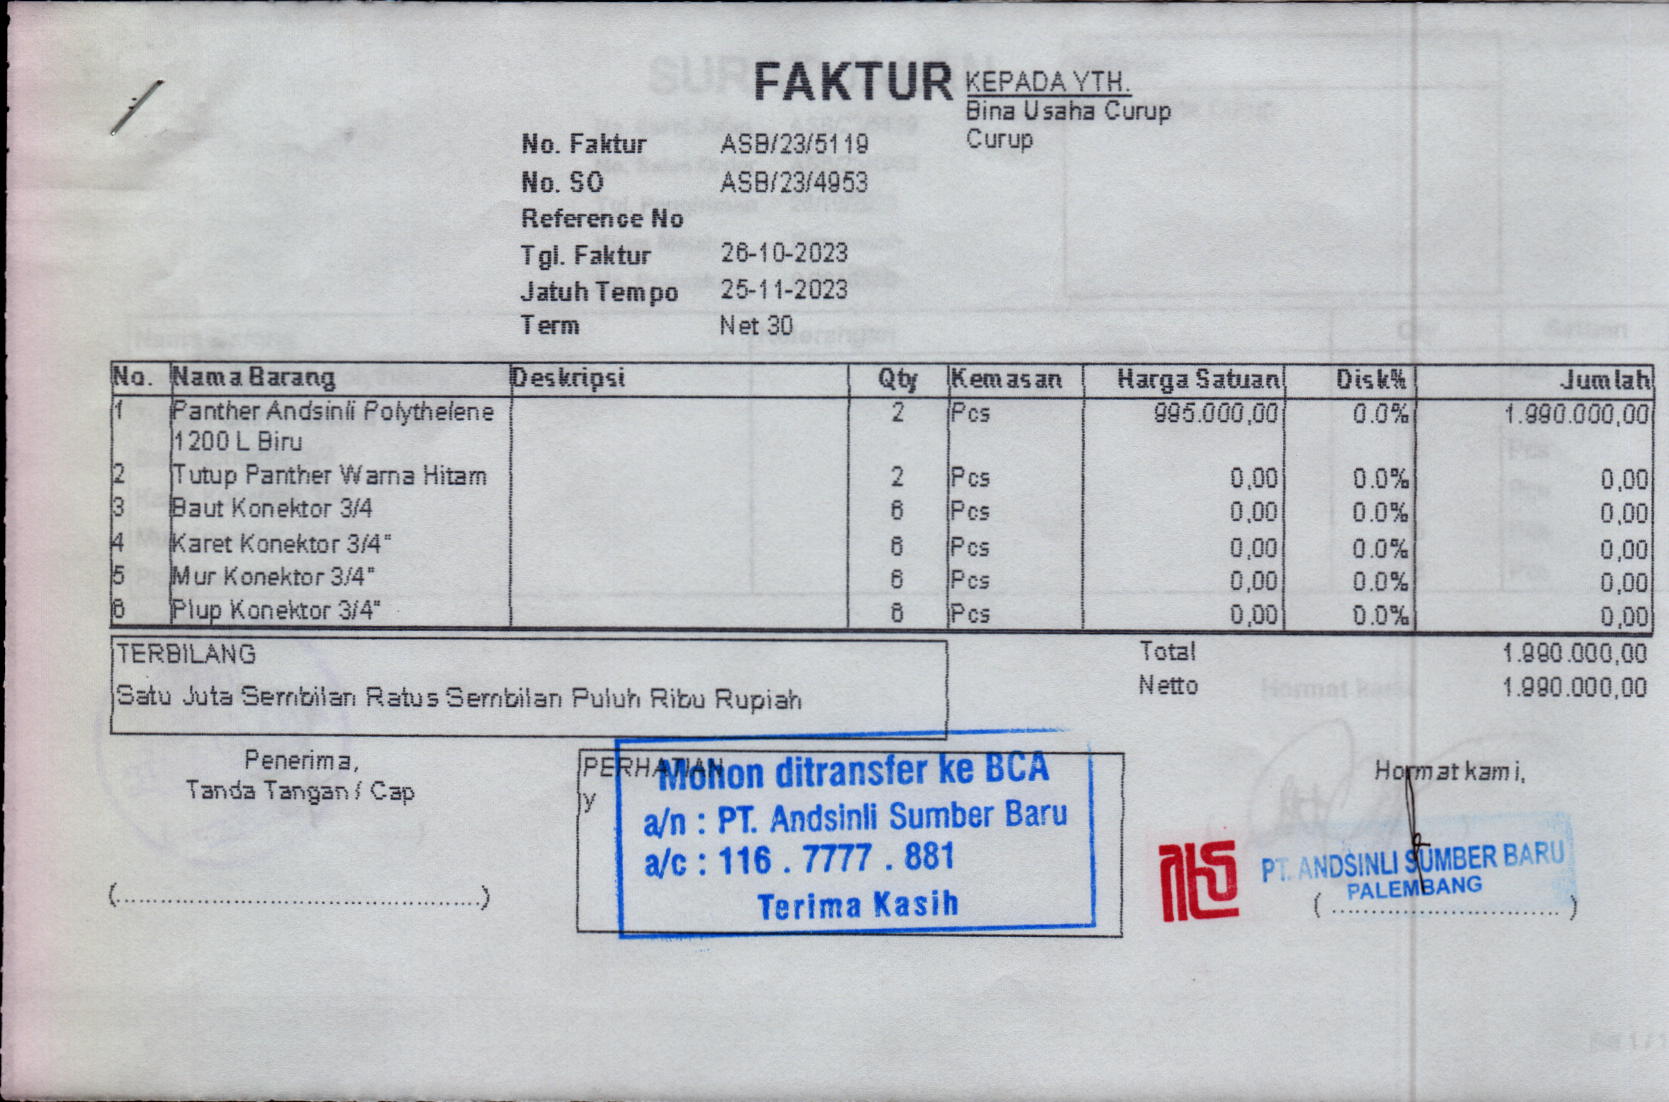 FAKTUR
KEPADA YTH.
Bina Usaha Curup
Curup
No. Faktur ASB/23/5119
No. SO ASB/23/4953
Reference No
Tgl. Faktur 26-10-2023
Jatuh Tempo 25-11-2023
Term Net 30
No. Nama Barang Deskripsi Qty Kemasan Harga Satuan Disk% Jumlah
1 Panther Andsinli Polythelene 2 Pcs 995.000,00 0.0% 1.990.000,00
1200 L Biru
2 Tutup Panther Warna Hitam 2 Pcs 0,00 0.0% 0,00
3 Baut Konektor 3/4 6 Pcs 0,00 0.0% 0,00
4 Karet Konektor 3/4" 6 Pcs 0,00 0.0% 0,00
5 Mur Konektor 3/4" 6 Pcs 0,00 0.0% 0,00
6 Plup Konektor 3/4" 6 Pcs 0,00 0.0% 0,00
TERBILANG
Satu Juta Sembilan Ratus Sembilan Puluh Ribu Rupiah
Total 1.990.000,00
Netto 1.990.000,00
Penerima,
Tanda Tangan / Cap
(..............................................)
PERHATIAN
y
Mohon ditransfer ke BCA
a/n : PT. Andsinli Sumber Baru
a/c : 116 . 7777 . 881
Terima Kasih
Hormat kami,
PT. ANDSINLI SUMBER BARU
PALEMBANG
( ............................. )